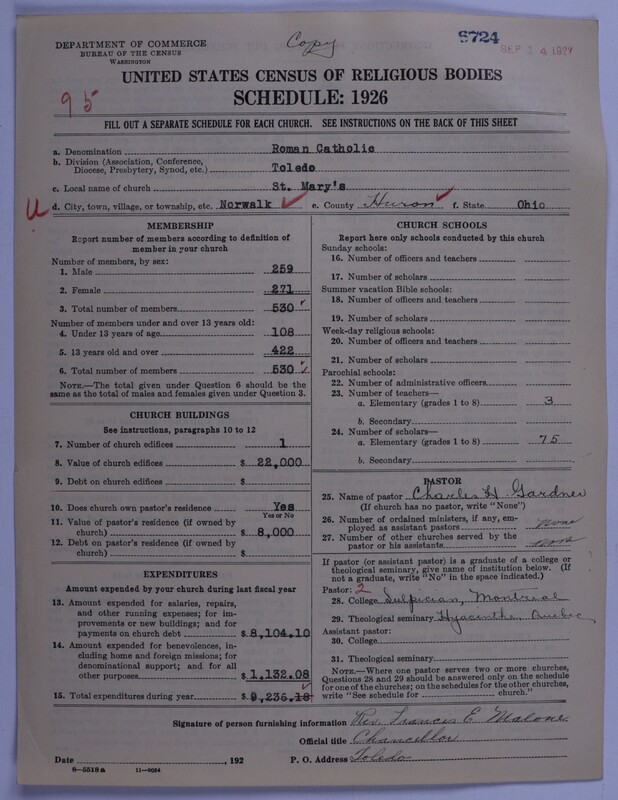 DEPARTMENT OF COMMERCE
BUREAU OF THE CENSUS
WASHINGTON
Copy
S724
SEP 14 1927
UNITED STATES CENSUS OF RELIGIOUS BODIES
SCHEDULE: 1926
95
FILL OUT A SEPARATE SCHEDULE FOR EACH CHURCH. SEE INSTRUCTIONS ON THE BACK OF THIS SHEET
a. Denomination Roman Catholic
b. Division (Association, Conference, Diocese, Presbytery, Synod, etc.) Toledo
c. Local name of church St. Mary's
U d. City, town, village, or township, etc. Norwalk e. County Huron f. State Ohio
MEMBERSHIP
Report number of members according to definition of
member in your church
Number of members, by sex:
1. Male 259
2. Female 271
3. Total number of members 530
Number of members under and over 13 years old:
4. Under 13 years of age 108
5. 13 years old and over 422
6. Total number of members 530
NOTE.—The total given under Question 6 should be the
same as the total of males and females given under Question 3.
CHURCH BUILDINGS
See instructions, paragraphs 10 to 12
7. Number of church edifices 1
8. Value of church edifices $ 22,000
9. Debt on church edifices $
10. Does church own pastor's residence Yes
Yes or No
11. Value of pastor's residence (if owned by
church) $ 8,000
12. Debt on pastor's residence (if owned by
church) $
EXPENDITURES
Amount expended by your church during last fiscal year
13. Amount expended for salaries, repairs,
and other running expenses; for im-
provements or new buildings; and for
payments on church debt $ 8,104.10
14. Amount expended for benevolences, in-
cluding home and foreign missions; for
denominational support; and for all
other purposes $ 1,132.08
15. Total expenditures during year $ 9,236.18
CHURCH SCHOOLS
Report here only schools conducted by this church
Sunday schools:
16. Number of officers and teachers
17. Number of scholars
Summer vacation Bible schools:
18. Number of officers and teachers
19. Number of scholars
Week-day religious schools:
20. Number of officers and teachers
21. Number of scholars
Parochial schools:
22. Number of administrative officers
23. Number of teachers—
a. Elementary (grades 1 to 8) 3
b. Secondary
24. Number of scholars—
a. Elementary (grades 1 to 8) 75
b. Secondary
PASTOR
25. Name of pastor Charles H. Gardner
(If church has no pastor, write "None")
26. Number of ordained ministers, if any, em-
ployed as assistant pastors none
27. Number of other churches served by the
pastor or his assistants none
If pastor (or assistant pastor) is a graduate of a college or
theological seminary, give name of institution below. (If
not a graduate, write "No" in the space indicated.)
Pastor: 2
28. College Sulpician, Montreal
29. Theological seminary Hyacinthe, Quebec
Assistant pastor:
30. College
31. Theological seminary
NOTE.—Where one pastor serves two or more churches,
Questions 28 and 29 should be answered only on the schedule
for one of the churches; on the schedules for the other churches,
write "See schedule for church."
Signature of person furnishing information Rev. Francis E. Malone
Official title Chancellor
Date , 192 P. O. Address Toledo
8—5518a 11—9064